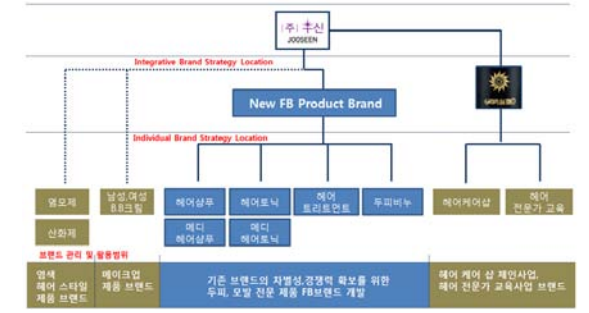 (주) 주신
JOOSEEN
Integrative Brand Strategy Location
New FB Product Brand
Individual Brand Strategy Location
염모제
남성,여성
B.B크림
헤어샴푸
헤어토닉
헤어
트리트먼트
두피비누
헤어케어샵
헤어
전문가 교육
산화제
메디
헤어샴푸
메디
헤어토닉
브랜드 관리 및 활용범위
염색
헤어 스타일
제품 브랜드
메이크업
제품 브랜드
기존 브랜드의 차별성,경쟁력 확보를 위한
두피, 모발 전문 제품 FB브랜드 개발
헤어 케어 샵 체인사업,
헤어 전문가 교육사업 브랜드